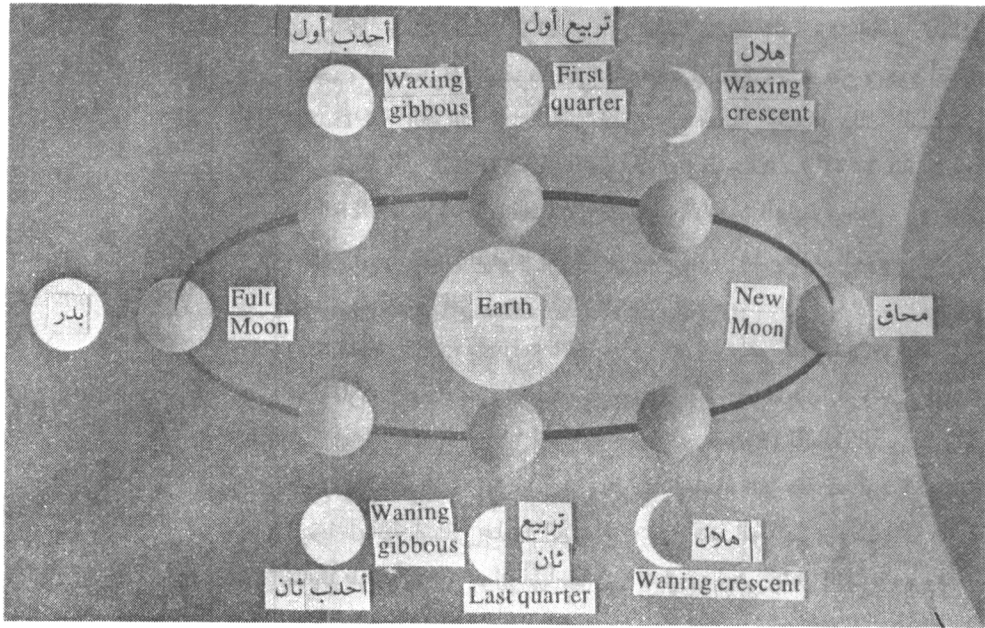 أحدب أول
Waxing
gibbous
تربيع أول
First
quarter
هلال
Waxing
crescent
بدر
Fult
Moon
Earth
New
Moon
محاق
Waning
gibbous
أحدب ثان
تربيع
ثان
Last quarter
هلال
Waning crescent